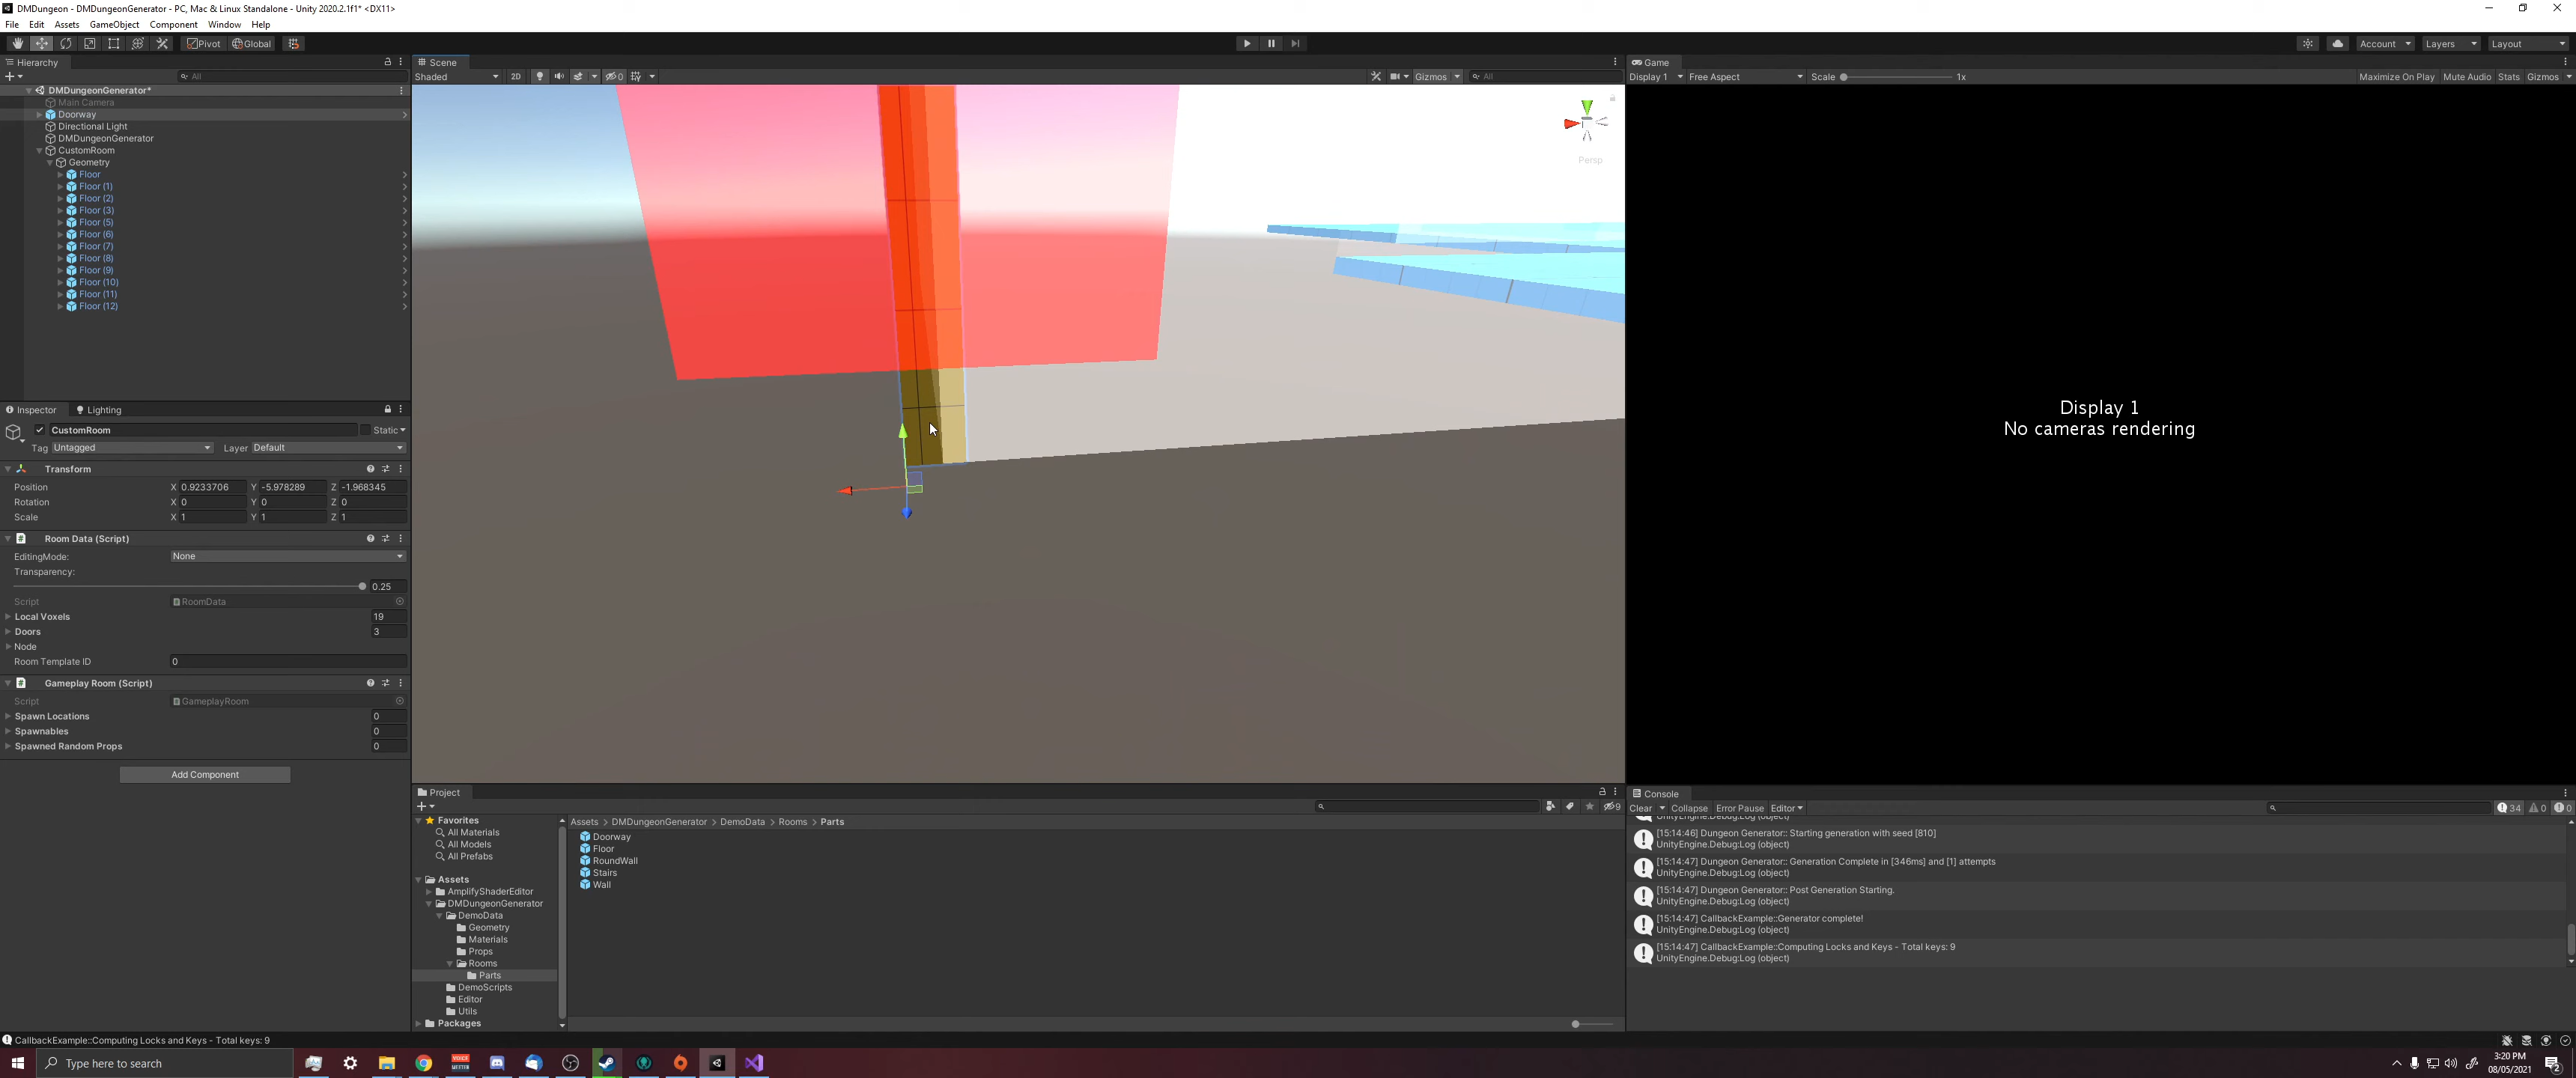 DMDungeon - DMDungeonGenerator - PC, Mac & Linux Standalone - Unity 2020.2.1f1* <DX11>
File Edit Assets GameObject Component Window Help
Pivot Global
Account Layers Layout
Hierarchy
All
DMDungeonGenerator*
Main Camera
Doorway
Directional Light
DMDungeonGenerator
CustomRoom
Geometry
Floor
Floor (1)
Floor (2)
Floor (3)
Floor (5)
Floor (6)
Floor (7)
Floor (8)
Floor (9)
Floor (10)
Floor (11)
Floor (12)
Inspector Lighting
CustomRoom Static
Tag Untagged Layer Default
Transform
Position X 0.9233706 Y -5.978289 Z -1.968345
Rotation X 0 Y 0 Z 0
Scale X 1 Y 1 Z 1
Room Data (Script)
EditingMode: None
Transparency:
0.25
Script RoomData
Local Voxels 19
Doors 3
Node
Room Template ID 0
Gameplay Room (Script)
Script GameplayRoom
Spawn Locations 0
Spawnables 0
Spawned Random Props 0
Add Component
Scene
Shaded 2D 0 Gizmos All
Persp
Game
Display 1 Free Aspect Scale 1x Maximize On Play Mute Audio Stats Gizmos
Display 1
No cameras rendering
Project
9
Favorites
All Materials
All Models
All Prefabs
Assets
AmplifyShaderEditor
DMDungeonGenerator
DemoData
Geometry
Materials
Props
Rooms
Parts
DemoScripts
Editor
Utils
Packages
Assets > DMDungeonGenerator > DemoData > Rooms > Parts
Doorway
Floor
RoundWall
Stairs
Wall
Console
Clear Collapse Error Pause Editor 34 0 0
UnityEngine.Debug:Log (object)
[15:14:46] Dungeon Generator:: Starting generation with seed [810]
UnityEngine.Debug:Log (object)
[15:14:47] Dungeon Generator:: Generation Complete in [346ms] and [1] attempts
UnityEngine.Debug:Log (object)
[15:14:47] Dungeon Generator:: Post Generation Starting.
UnityEngine.Debug:Log (object)
[15:14:47] CallbackExample::Generator complete!
UnityEngine.Debug:Log (object)
[15:14:47] CallbackExample::Computing Locks and Keys - Total keys: 9
UnityEngine.Debug:Log (object)
CallbackExample::Computing Locks and Keys - Total keys: 9
Type here to search
3:20 PM
08/05/2021
2